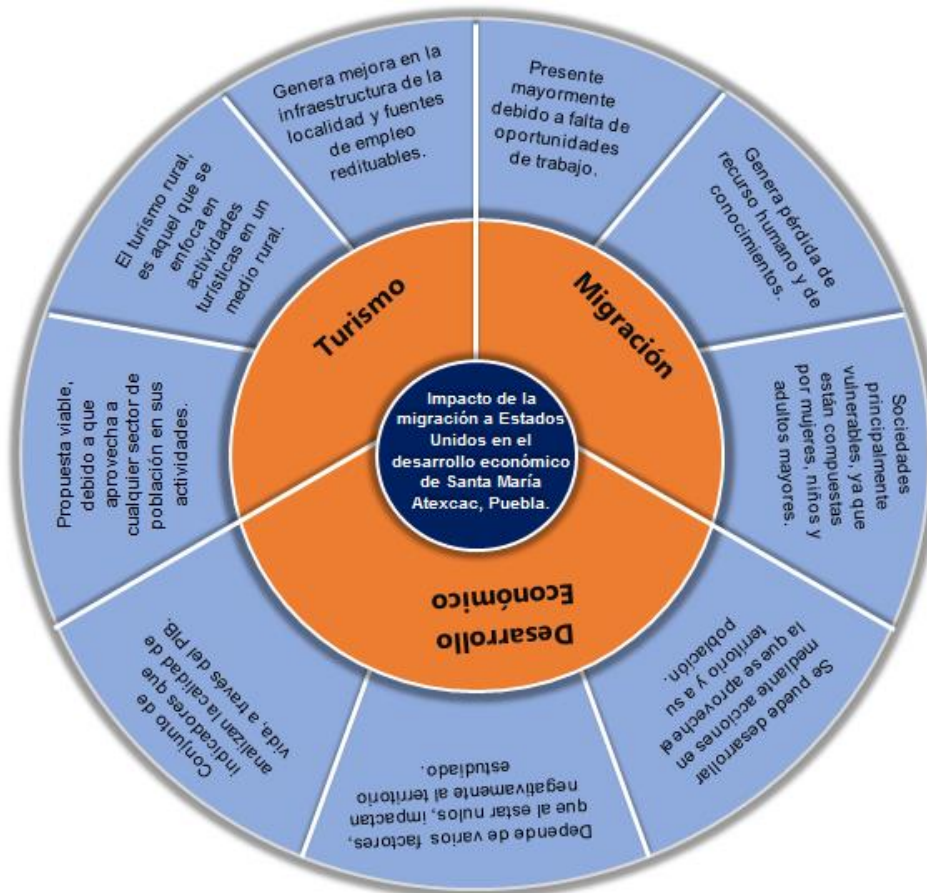 Impacto de la
migración a Estados
Unidos en el
desarrollo económico
de Santa María
Atexcac, Puebla.
Migración
Presente
mayormente
debido a falta de
oportunidades
de trabajo.
Genera pérdida de
recurso humano y de
conocimientos.
Sociedades
principalmente
vulnerables, ya que
están compuestas
por mujeres, niños y
adultos mayores.
Desarrollo
Económico
Se puede desarrollar
mediante acciones en
la que se aproveche el
territorio y a su
población.
Depende de varios factores,
que al estar nulos, impactan
negativamente al territorio
estudiado.
Conjunto de
indicadores que
analizan la calidad de
vida, a través del PIB.
Turismo
Propuesta viable,
debido a que
aprovecha a
cualquier sector de
población en sus
actividades.
El turismo rural,
es aquel que se
enfoca en
actividades
turísticas en un
medio rural.
Genera mejora en la
infraestructura de la
localidad y fuentes
de empleo
redituables.